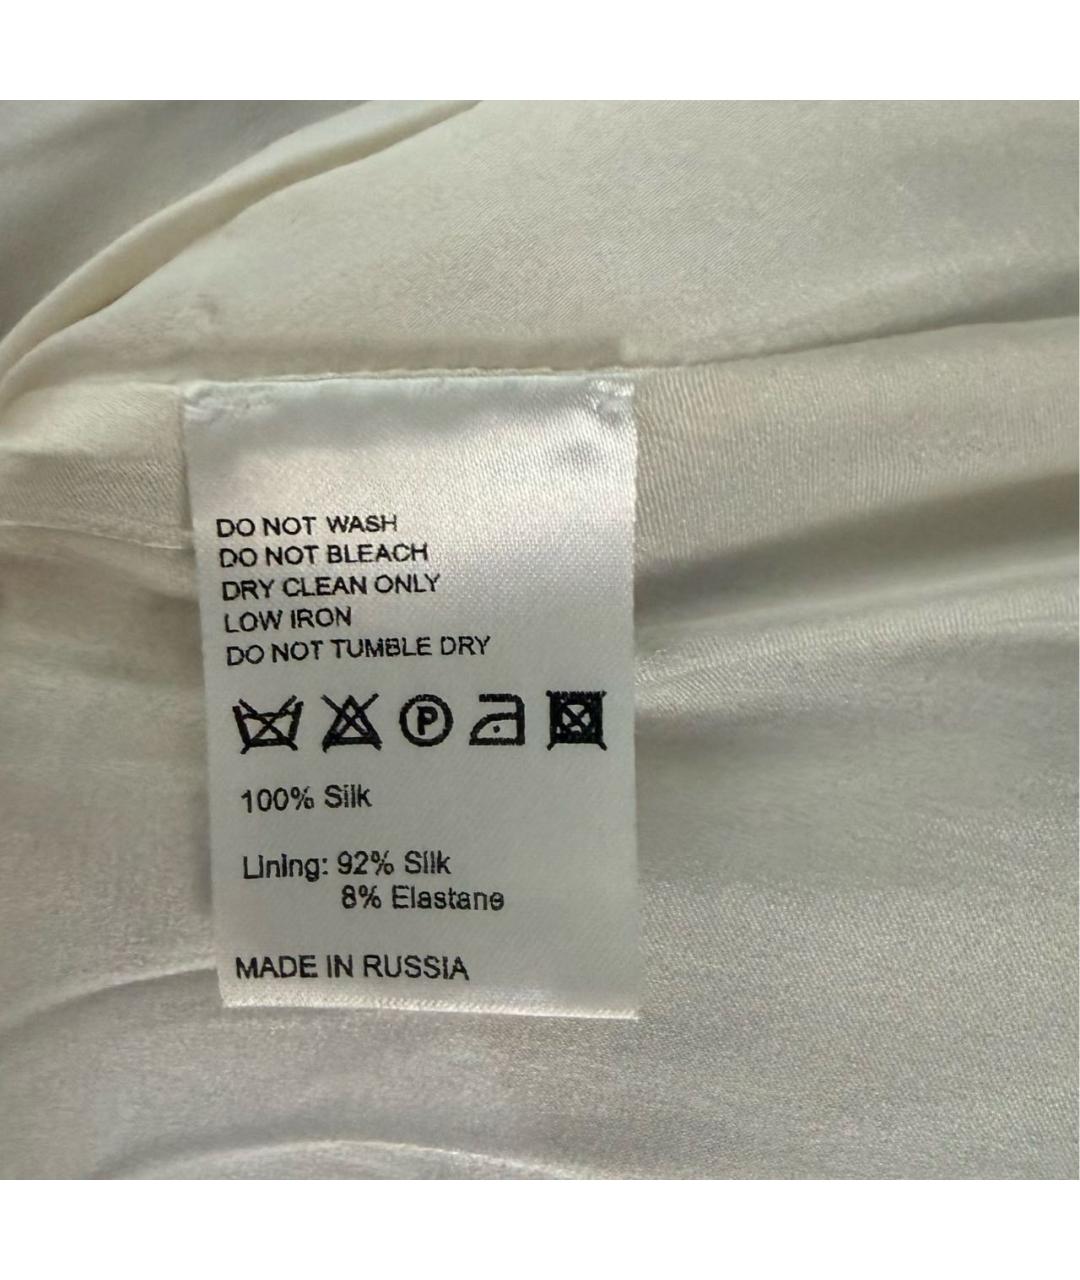 DO NOT WASH
DO NOT BLEACH
DRY CLEAN ONLY
LOW IRON
DO NOT TUMBLE DRY
P
100% Silk
Lining: 92% Silk
8% Elastane
MADE IN RUSSIA